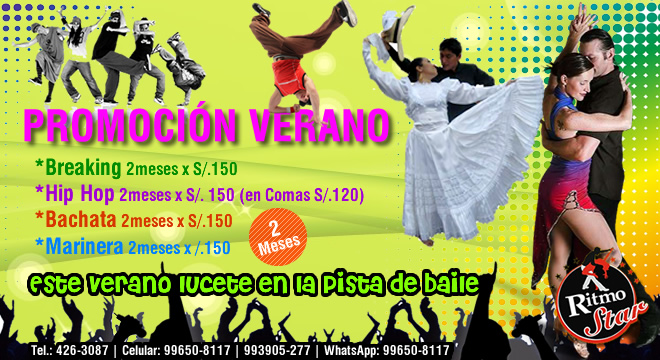 PROMOCIÓN VERANO
*Breaking 2meses x S/.150
*Hip Hop 2meses x S/. 150 (en Comas S/.120)
*Bachata 2meses x S/.150
*Marinera 2meses x /.150
2 Meses
Este verano lucete en la pista de baile
Ritmo
Star
Tel.: 426-3087 | Celular: 99650-8117 | 993905-277 | WhatsApp: 99650-8117